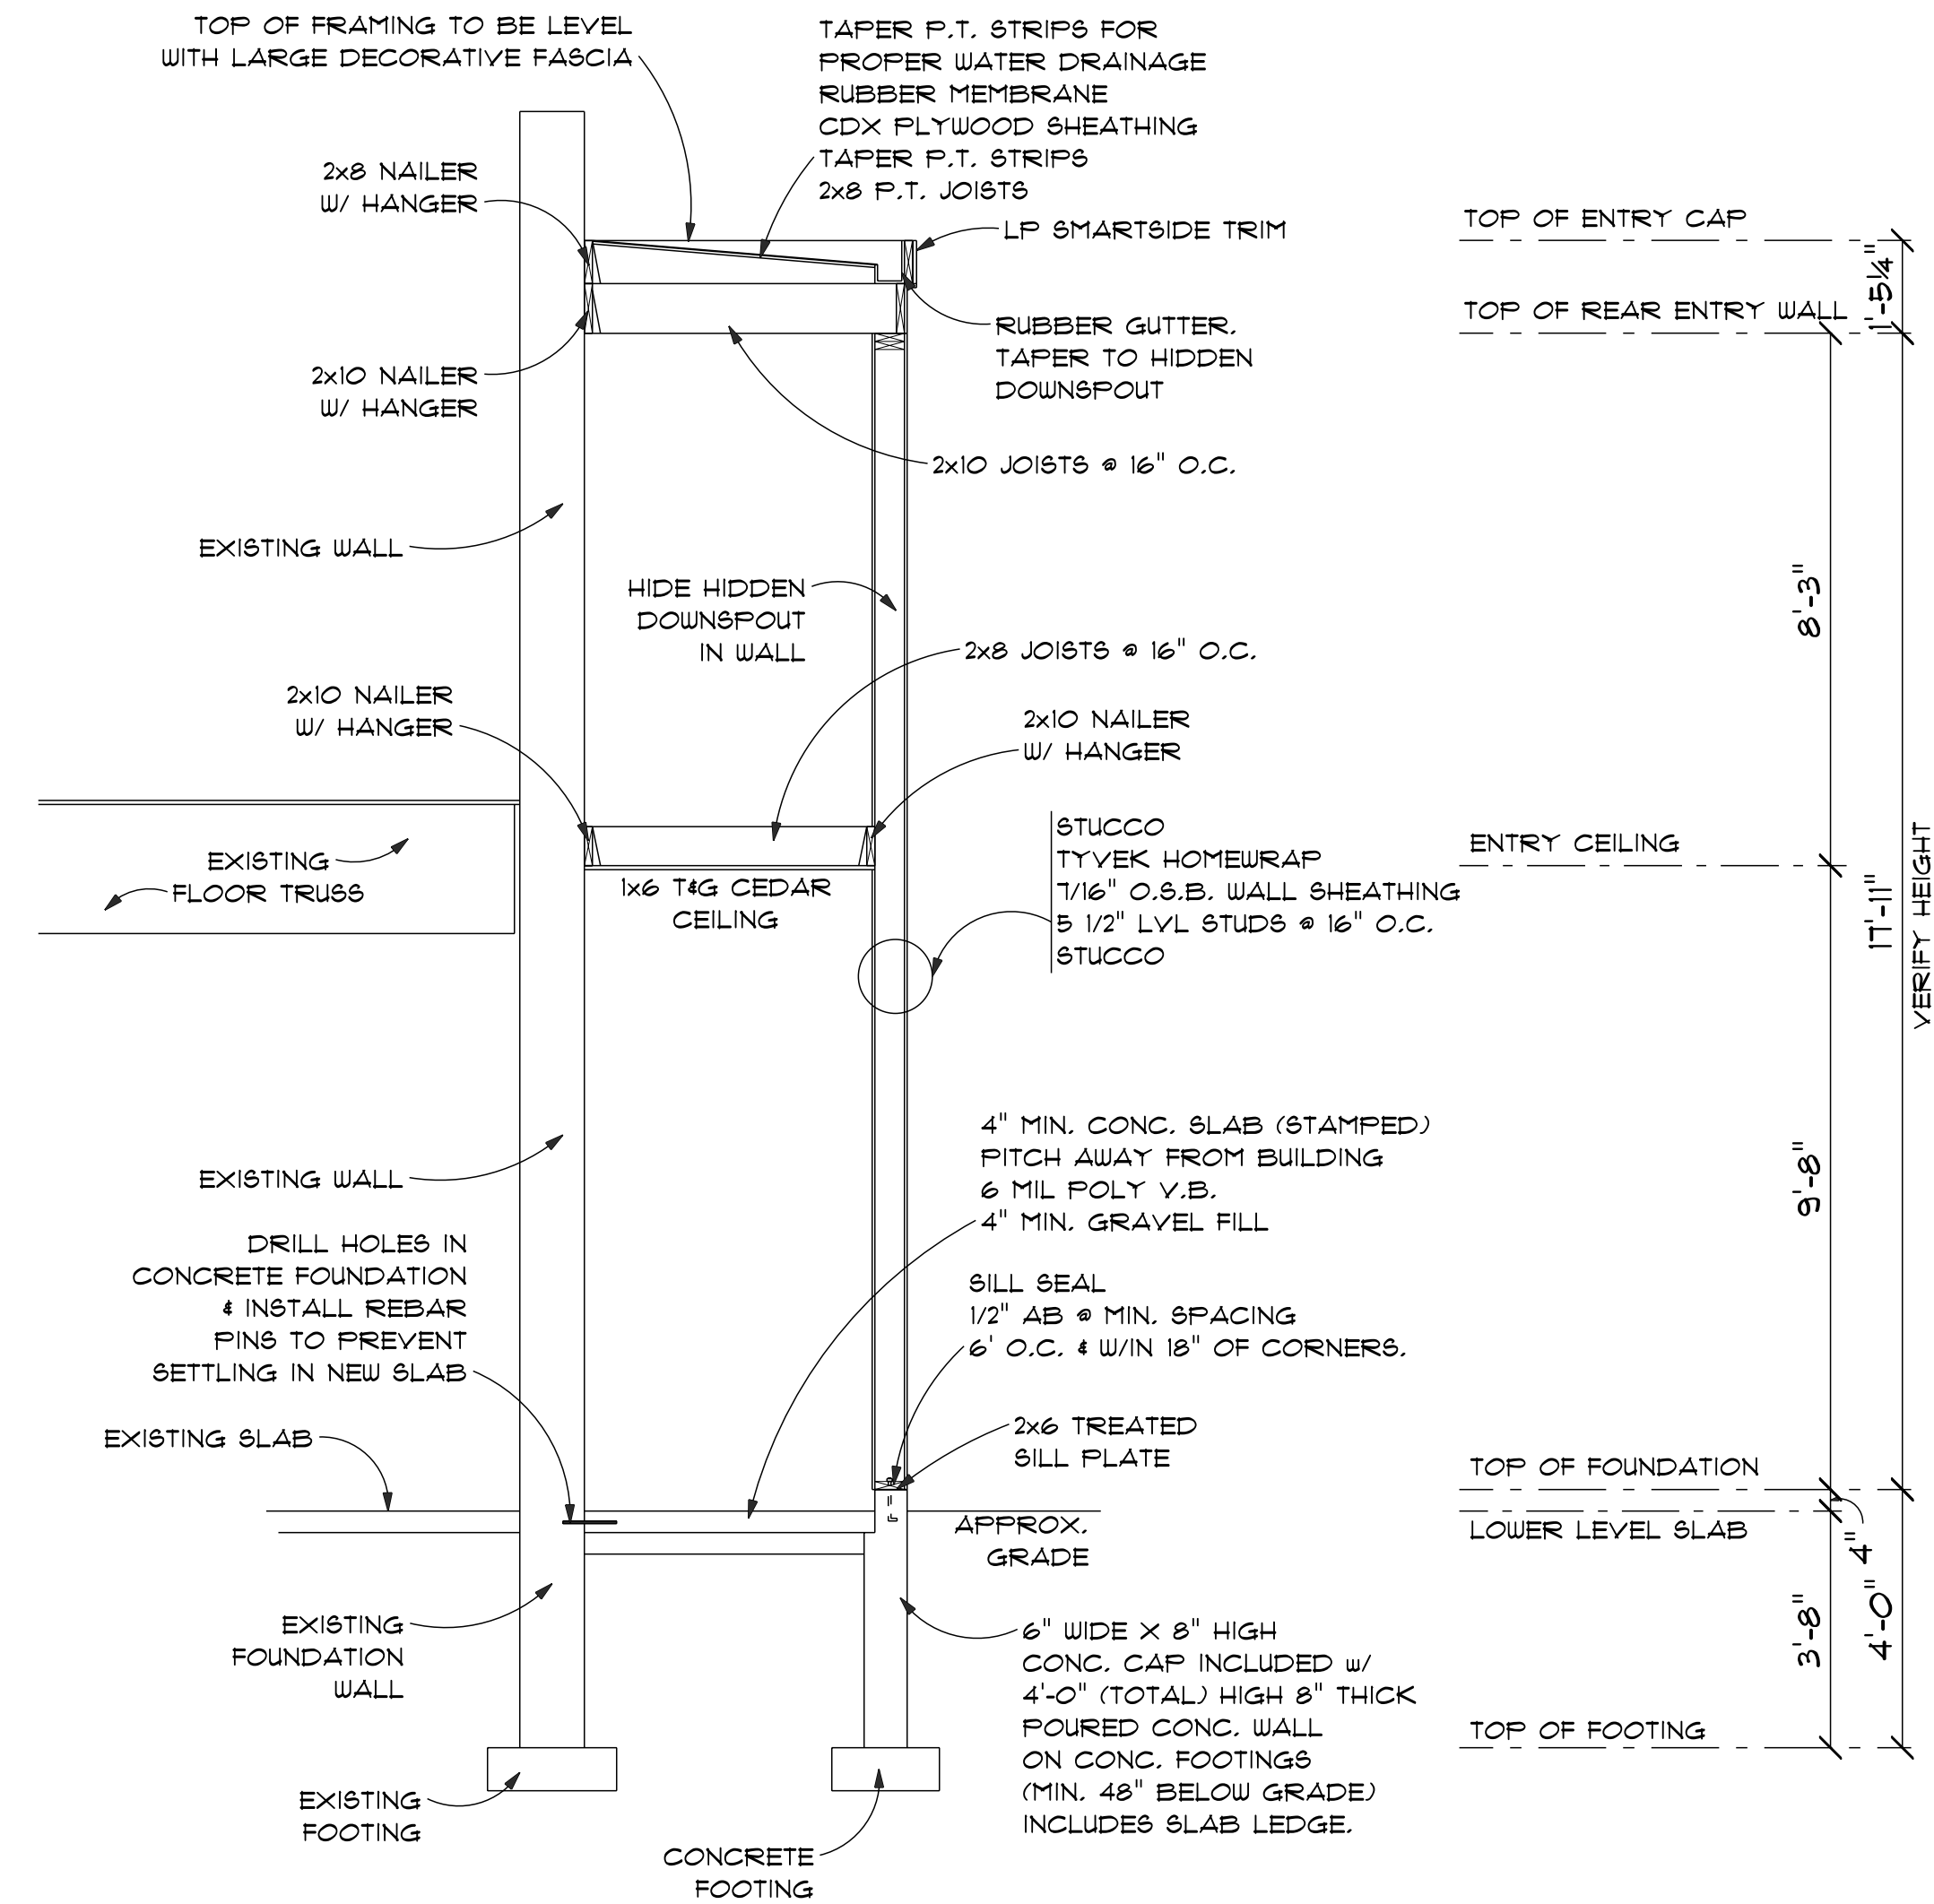 TOP OF FRAMING TO BE LEVEL
WITH LARGE DECORATIVE FASCIA
TAPER P.T. STRIPS FOR
PROPER WATER DRAINAGE
RUBBER MEMBRANE
CDX PLYWOOD SHEATHING
TAPER P.T. STRIPS
2x8 P.T. JOISTS
2x8 NAILER
W/ HANGER
LP SMARTSIDE TRIM
TOP OF ENTRY CAP
1'-5 1/4"
TOP OF REAR ENTRY WALL
RUBBER GUTTER.
TAPER TO HIDDEN
DOWNSPOUT
2x10 NAILER
W/ HANGER
2x10 JOISTS @ 16" O.C.
EXISTING WALL
HIDE HIDDEN
DOWNSPOUT
IN WALL
8'-3"
2x8 JOISTS @ 16" O.C.
2x10 NAILER
W/ HANGER
2x10 NAILER
W/ HANGER
EXISTING
FLOOR TRUSS
1x6 T&G CEDAR
CEILING
STUCCO
TYVEK HOMEWRAP
7/16" O.S.B. WALL SHEATHING
5 1/2" LVL STUDS @ 16" O.C.
STUCCO
ENTRY CEILING
17'-11"
VERIFY HEIGHT
EXISTING WALL
4" MIN. CONC. SLAB (STAMPED)
PITCH AWAY FROM BUILDING
6 MIL POLY V.B.
4" MIN. GRAVEL FILL
9'-8"
DRILL HOLES IN
CONCRETE FOUNDATION
& INSTALL REBAR
PINS TO PREVENT
SETTLING IN NEW SLAB
SILL SEAL
1/2" AB @ MIN. SPACING
6' O.C. & W/IN 18" OF CORNERS.
EXISTING SLAB
2x6 TREATED
SILL PLATE
TOP OF FOUNDATION
APPROX.
GRADE
LOWER LEVEL SLAB
4"
EXISTING
FOUNDATION
WALL
6" WIDE X 8" HIGH
CONC. CAP INCLUDED w/
4'-0" (TOTAL) HIGH 8" THICK
POURED CONC. WALL
ON CONC. FOOTINGS
(MIN. 48" BELOW GRADE)
INCLUDES SLAB LEDGE.
3'-8"
4'-0"
TOP OF FOOTING
EXISTING
FOOTING
CONCRETE
FOOTING